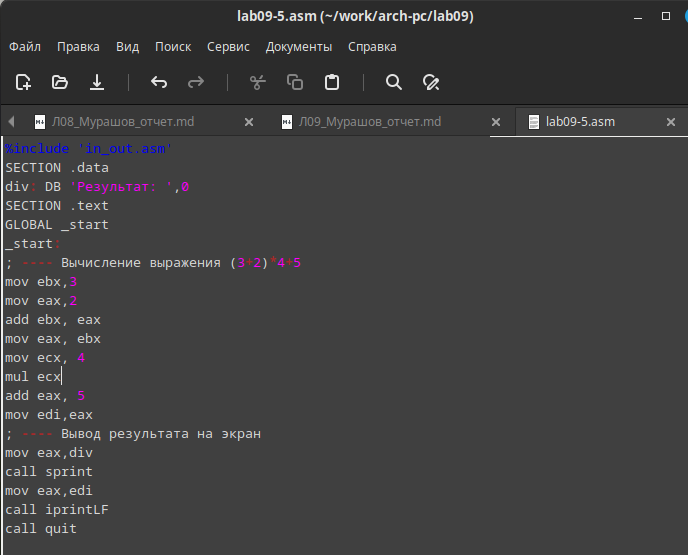 lab09-5.asm (~/work/arch-pc/lab09)
Файл Правка Вид Поиск Сервис Документы Справка
Л08_Мурашов_отчет.md Л09_Мурашов_отчет.md lab09-5.asm
%include 'in_out.asm'
SECTION .data
div: DB 'Результат: ',0
SECTION .text
GLOBAL _start
_start:
; ---- Вычисление выражения (3+2)*4+5
mov ebx,3
mov eax,2
add ebx, eax
mov eax, ebx
mov ecx, 4
mul ecx
add eax, 5
mov edi,eax
; ---- Вывод результата на экран
mov eax,div
call sprint
mov eax,edi
call iprintLF
call quit